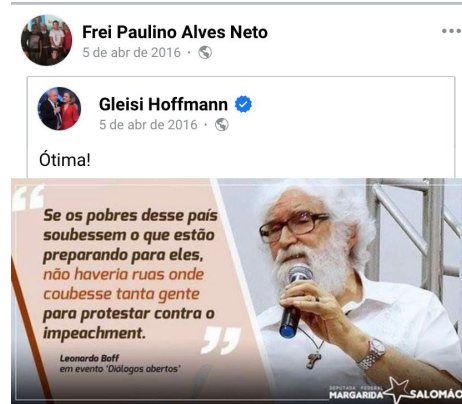 Frei Paulino Alves Neto
5 de abr de 2016
Gleisi Hoffmann
5 de abr de 2016
Ótima!
Se os pobres desse país
soubessem o que estão
preparando para eles,
não haveria ruas onde
coubesse tanta gente
para protestar contra o
impeachment.
Leonardo Boff
em evento 'Diálogos abertos'
DEPUTADA FEDERAL
MARGARIDA SALOMÃO